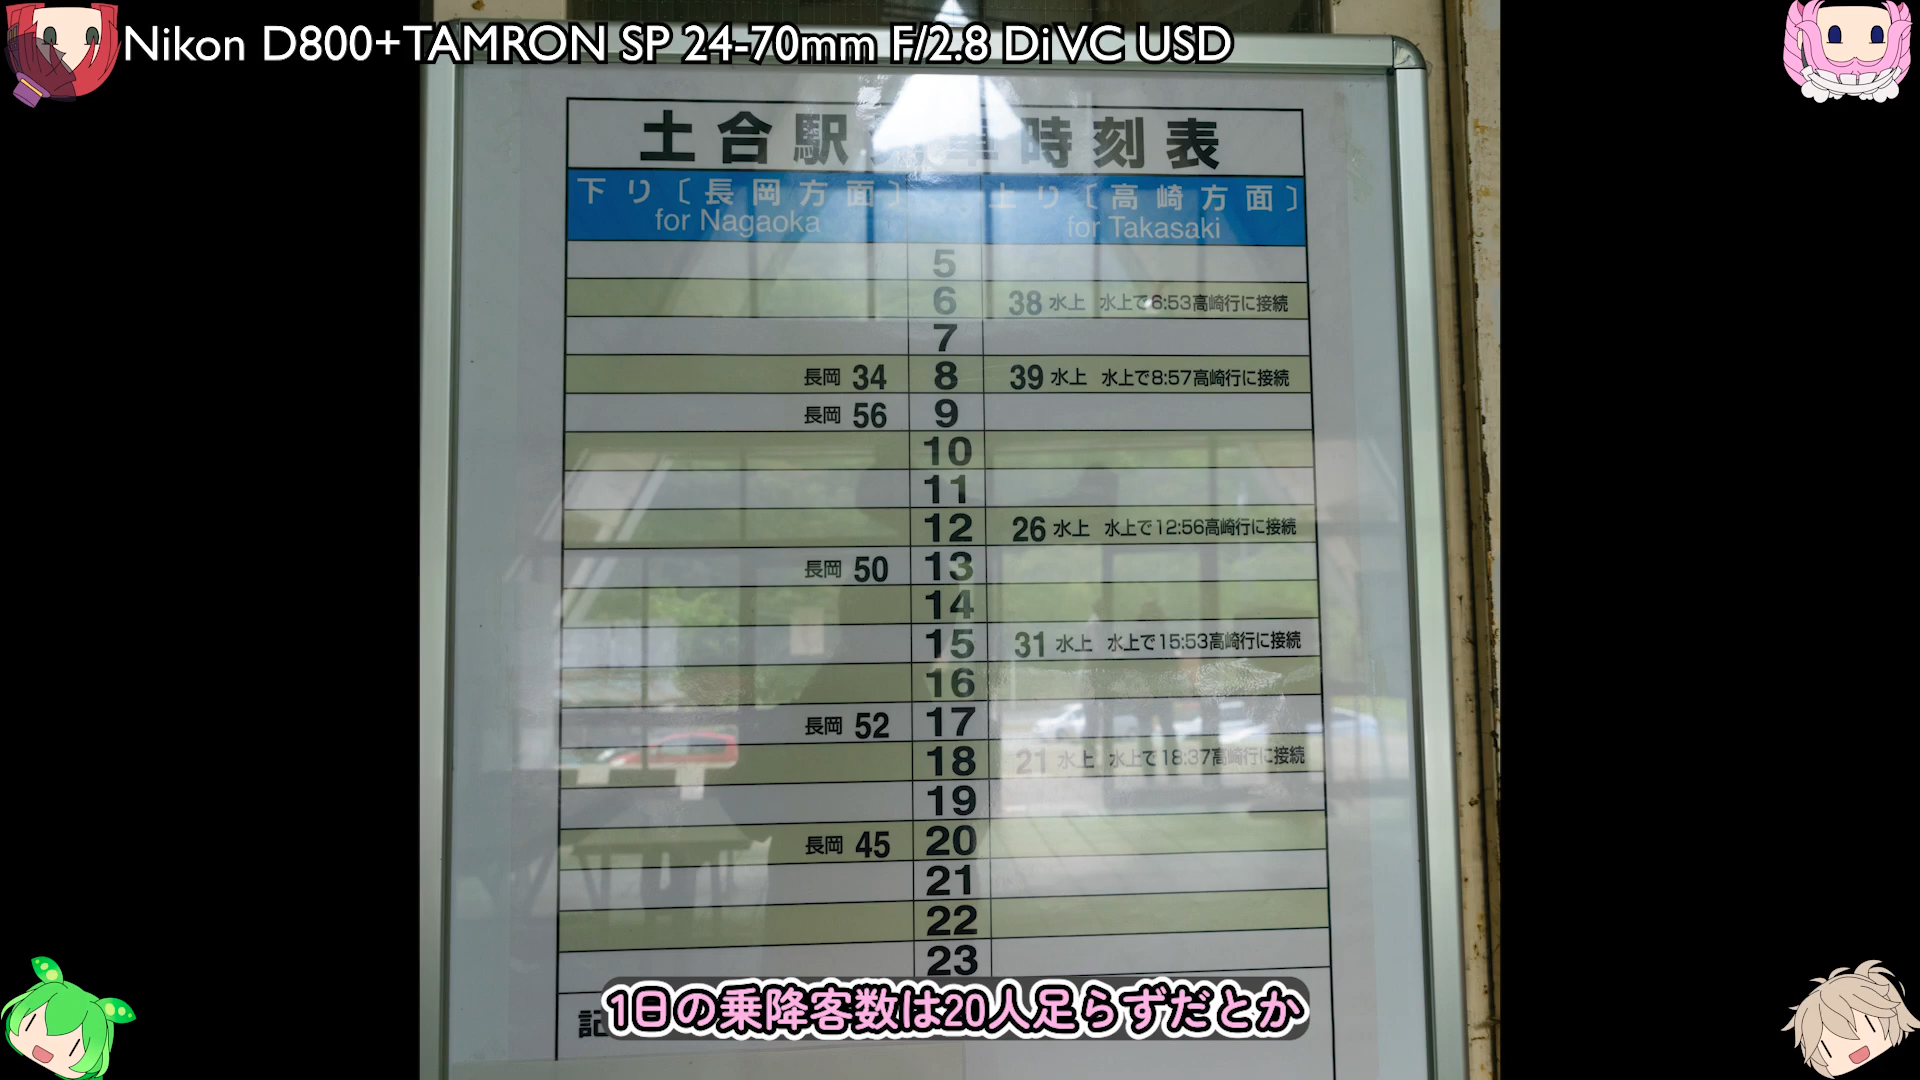 Nikon D800+TAMRON SP 24-70mm F/2.8 Di VC USD
土合駅 車時刻表
下り〔長岡方面〕 上り〔高崎方面〕
for Nagaoka for Takasaki
5
6 38 水上 水上で6:53高崎行に接続
7
長岡 34 8 39 水上 水上で8:57高崎行に接続
長岡 56 9
10
11
12 26 水上 水上で12:56高崎行に接続
長岡 50 13
14
15 31 水上 水上で15:53高崎行に接続
16
長岡 52 17
18 21 水上 水上で18:37高崎行に接続
19
長岡 45 20
21
22
23
記
1日の乗降客数は20人足らずだとか